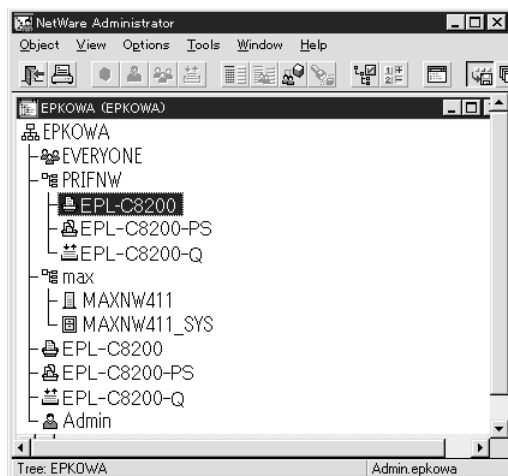 NetWare Administrator
Object View Options Tools Window Help
EPKOWA (EPKOWA)
EPKOWA
EVERYONE
PRIFNW
EPL-C8200
EPL-C8200-PS
EPL-C8200-Q
max
MAXNW411
MAXNW411_SYS
EPL-C8200
EPL-C8200-PS
EPL-C8200-Q
Admin
Tree: EPKOWA Admin.epkowa